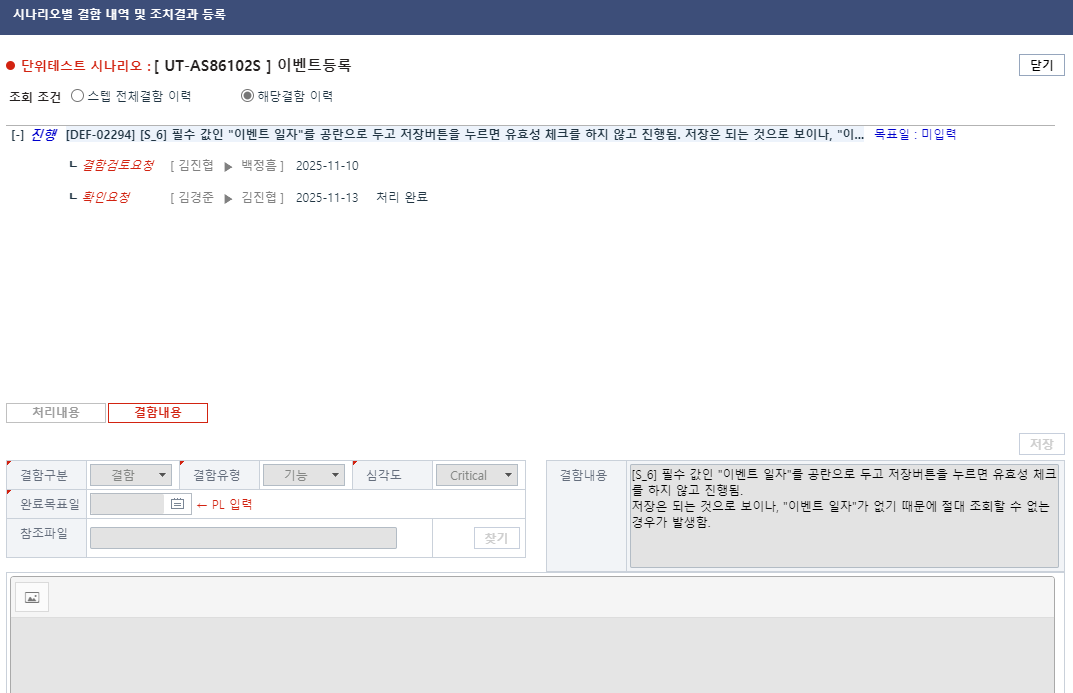 시나리오별 결함 내역 및 조치결과 등록
● 단위테스트 시나리오 : [ UT-AS86102S ] 이벤트등록
닫기
조회 조건 스텝 전체결함 이력 해당결함 이력
[-] 진행 [DEF-02294] [S_6] 필수 값인 "이벤트 일자"를 공란으로 두고 저장버튼을 누르면 유효성 체크를 하지 않고 진행됨. 저장은 되는 것으로 보이나, "이... 목표일 : 미입력
┗ 결함검토요청 [ 김진협 ▶ 백정흠 ] 2025-11-10
┗ 확인요청 [ 김경준 ▶ 김진협 ] 2025-11-13 처리 완료
처리내용 결함내용
저장
결함구분 결함 결함유형 기능 심각도 Critical
완료목표일 ← PL 입력
참조파일 찾기
결함내용
[S_6] 필수 값인 "이벤트 일자"를 공란으로 두고 저장버튼을 누르면 유효성 체크
를 하지 않고 진행됨.
저장은 되는 것으로 보이나, "이벤트 일자"가 없기 때문에 절대 조회할 수 없는
경우가 발생함.